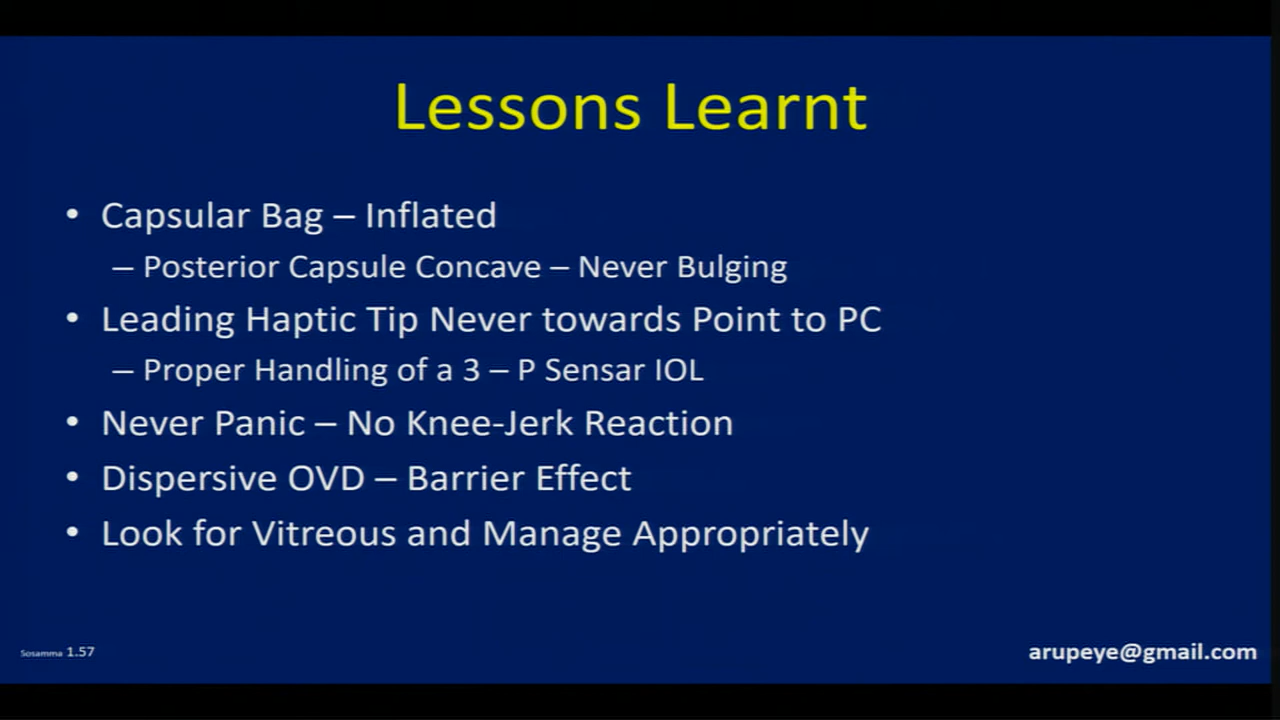 Lessons Learnt
• Capsular Bag – Inflated
– Posterior Capsule Concave – Never Bulging
• Leading Haptic Tip Never towards Point to PC
– Proper Handling of a 3 – P Sensar IOL
• Never Panic – No Knee-Jerk Reaction
• Dispersive OVD – Barrier Effect
• Look for Vitreous and Manage Appropriately
Sosamma 1.57
arupeye@gmail.com